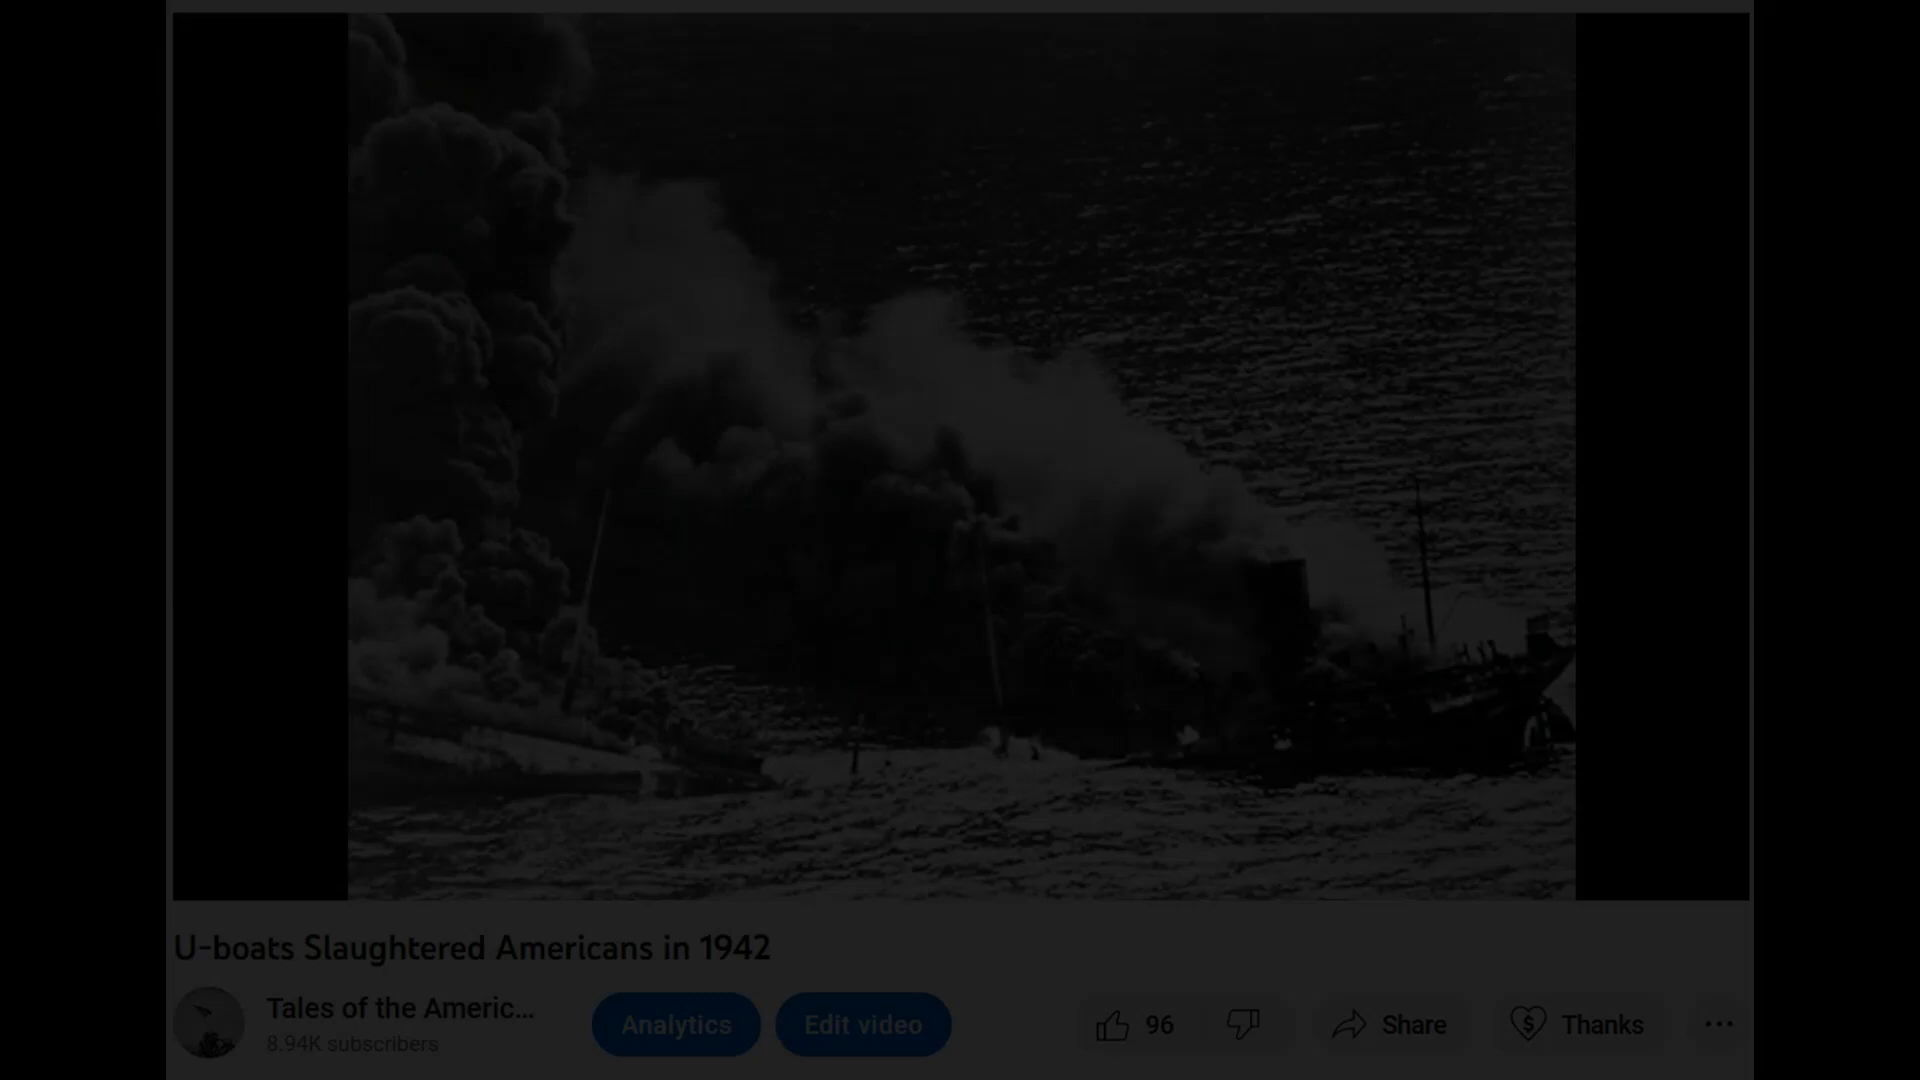 U-boats Slaughtered Americans in 1942
Tales of the Americ...
8.94K subscribers
Analytics
Edit video
96
Share
Thanks